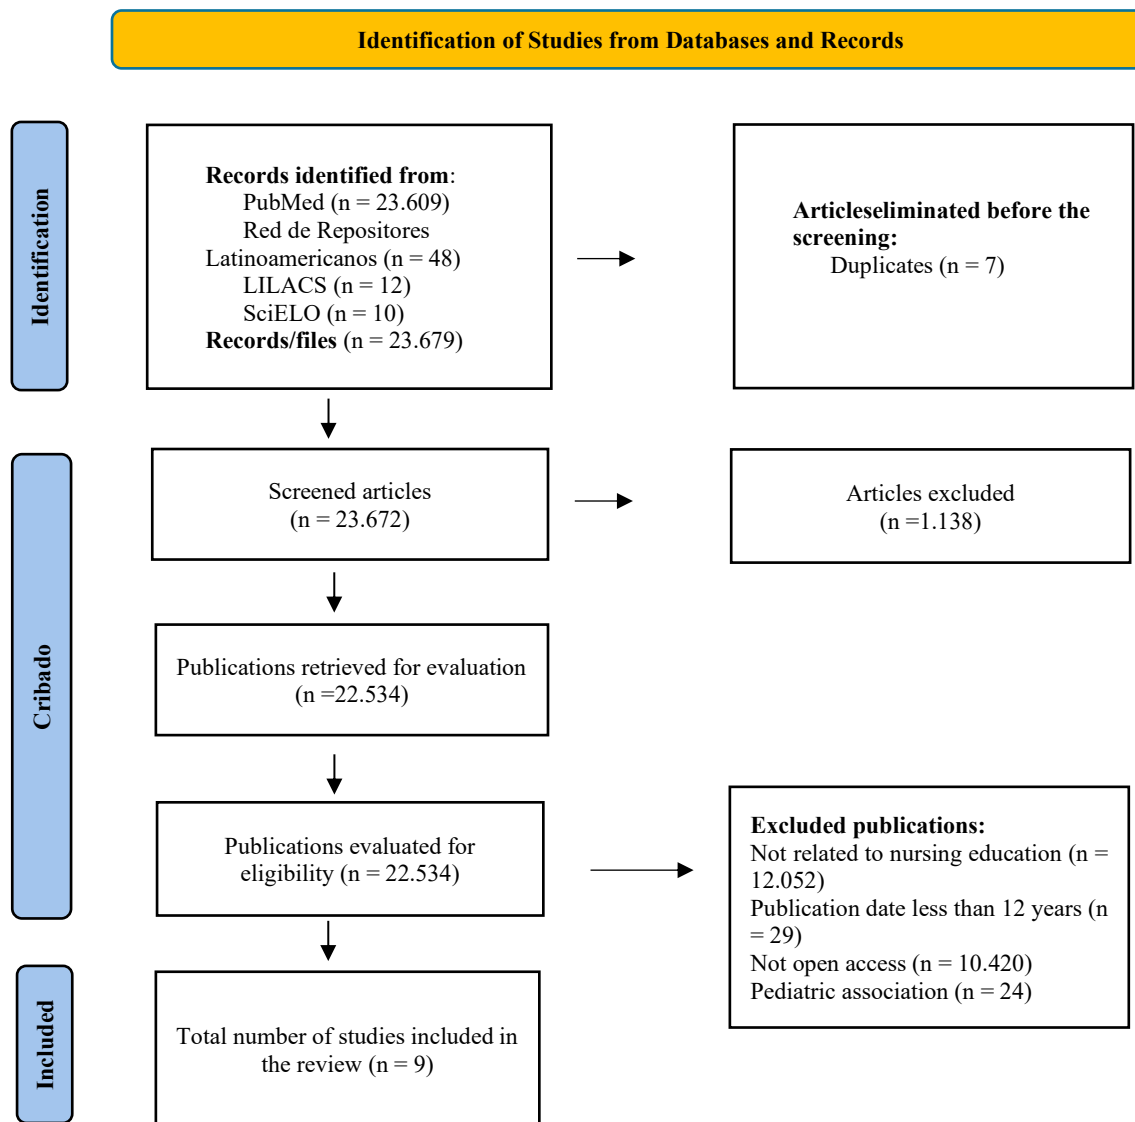 Identification of Studies from Databases and Records
Identification
Records identified from:
PubMed (n = 23.609)
Red de Repositores
Latinoamericanos (n = 48)
LILACS (n = 12)
SciELO (n = 10)
Records/files (n = 23.679)
Articleseliminated before the
screening:
Duplicates (n = 7)
Cribado
Screened articles
(n = 23.672)
Articles excluded
(n =1.138)
Publications retrieved for evaluation
(n =22.534)
Publications evaluated for
eligibility (n = 22.534)
Excluded publications:
Not related to nursing education (n =
12.052)
Publication date less than 12 years (n
= 29)
Not open access (n = 10.420)
Pediatric association (n = 24)
Included
Total number of studies included in
the review (n = 9)